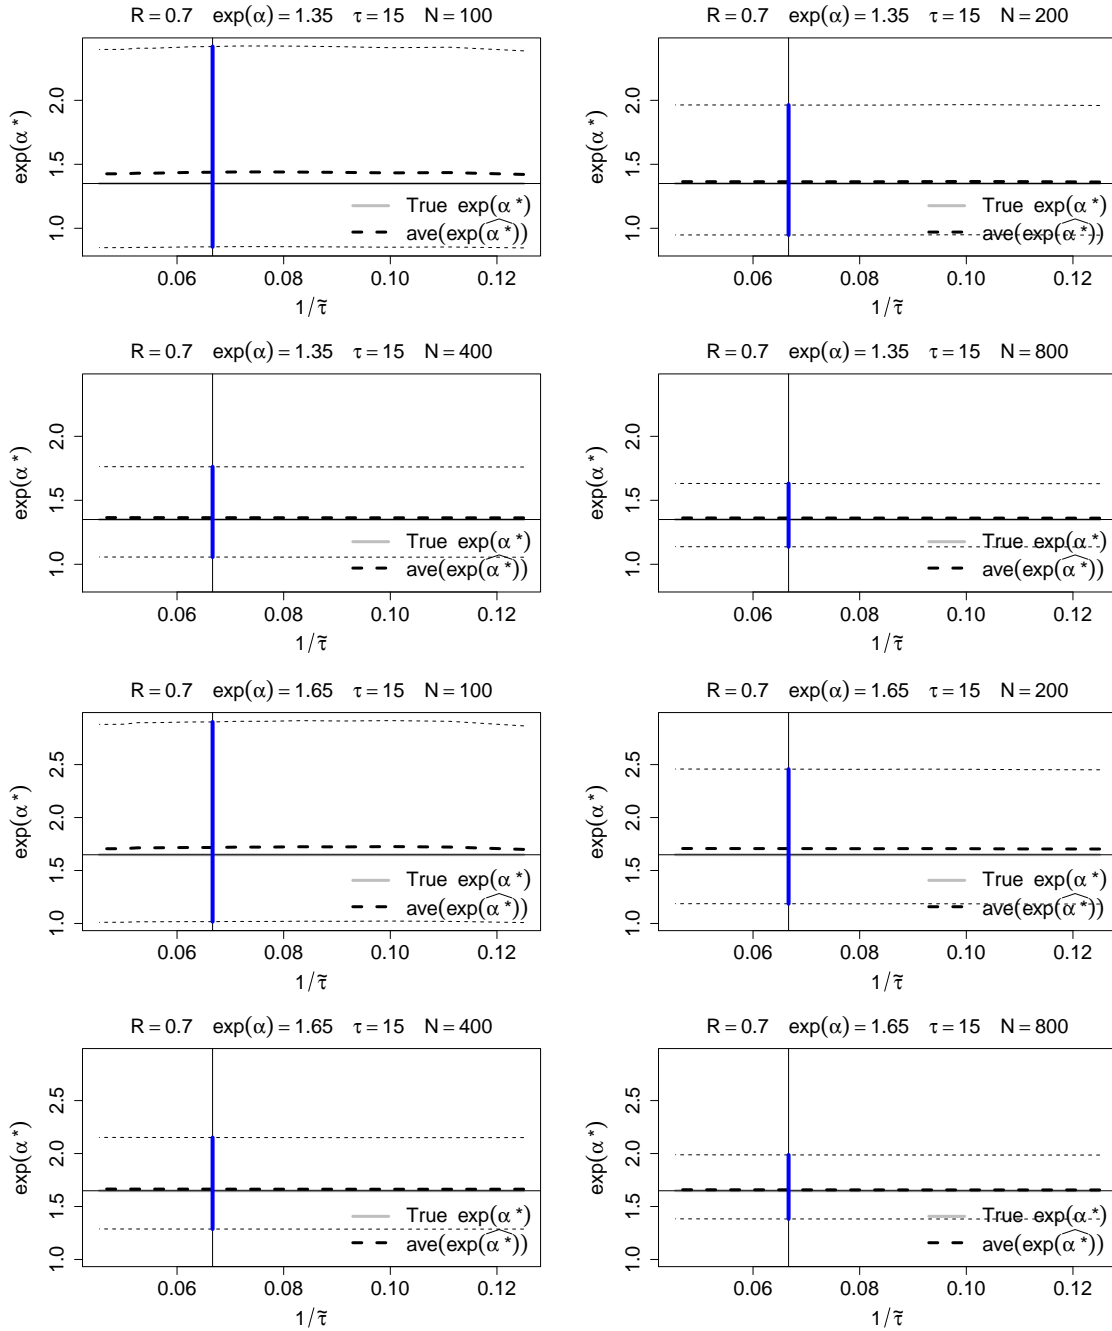 R = 0.7 exp(α) = 1.35 τ = 15 N = 100
exp(α*)
1.0 1.5 2.0
True exp(α*)
ave(exp(α̂*))
0.06 0.08 0.10 0.12
1/τ̃
R = 0.7 exp(α) = 1.35 τ = 15 N = 200
exp(α*)
1.0 1.5 2.0
True exp(α*)
ave(exp(α̂*))
0.06 0.08 0.10 0.12
1/τ̃
R = 0.7 exp(α) = 1.35 τ = 15 N = 400
exp(α*)
1.0 1.5 2.0
True exp(α*)
ave(exp(α̂*))
0.06 0.08 0.10 0.12
1/τ̃
R = 0.7 exp(α) = 1.35 τ = 15 N = 800
exp(α*)
1.0 1.5 2.0
True exp(α*)
ave(exp(α̂*))
0.06 0.08 0.10 0.12
1/τ̃
R = 0.7 exp(α) = 1.65 τ = 15 N = 100
exp(α*)
1.0 1.5 2.0 2.5
True exp(α*)
ave(exp(α̂*))
0.06 0.08 0.10 0.12
1/τ̃
R = 0.7 exp(α) = 1.65 τ = 15 N = 200
exp(α*)
1.0 1.5 2.0 2.5
True exp(α*)
ave(exp(α̂*))
0.06 0.08 0.10 0.12
1/τ̃
R = 0.7 exp(α) = 1.65 τ = 15 N = 400
exp(α*)
1.0 1.5 2.0 2.5
True exp(α*)
ave(exp(α̂*))
0.06 0.08 0.10 0.12
1/τ̃
R = 0.7 exp(α) = 1.65 τ = 15 N = 800
exp(α*)
1.0 1.5 2.0 2.5
True exp(α*)
ave(exp(α̂*))
0.06 0.08 0.10 0.12
1/τ̃